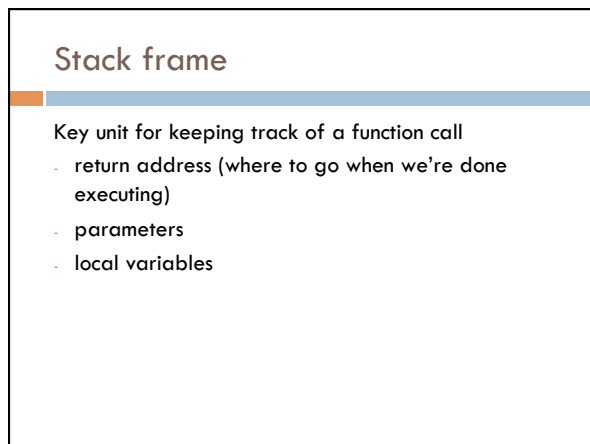 Stack frame
Key unit for keeping track of a function call
- return address (where to go when we're done
executing)
- parameters
- local variables